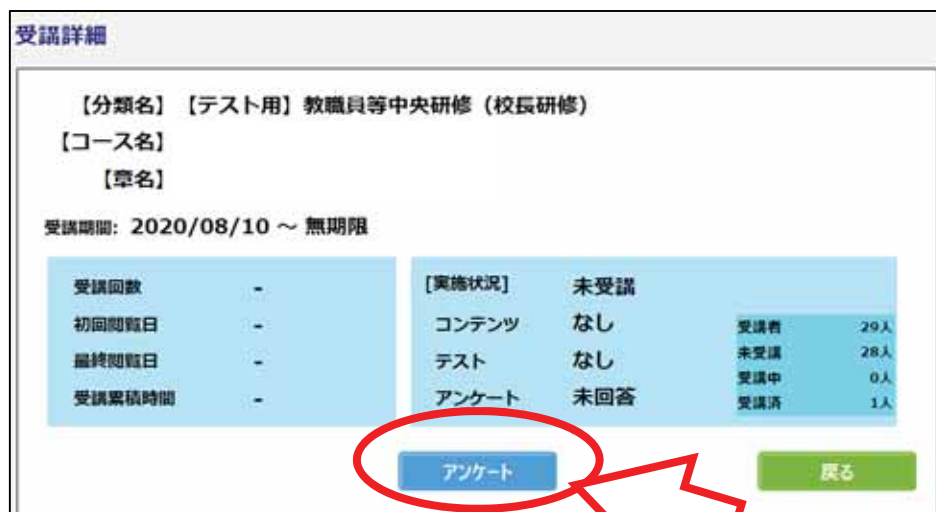 受講詳細
【分類名】 【テスト用】教職員等中央研修（校長研修）
【コース名】
【章名】
受講期間: 2020/08/10 ～ 無期限
受講回数 -
初回閲覧日 -
最終閲覧日 -
受講累積時間 -
[実施状況] 未受講
コンテンツ なし
テスト なし
アンケート 未回答
受講者 29人
未受講 28人
受講中 0人
受講済 1人
アンケート
戻る